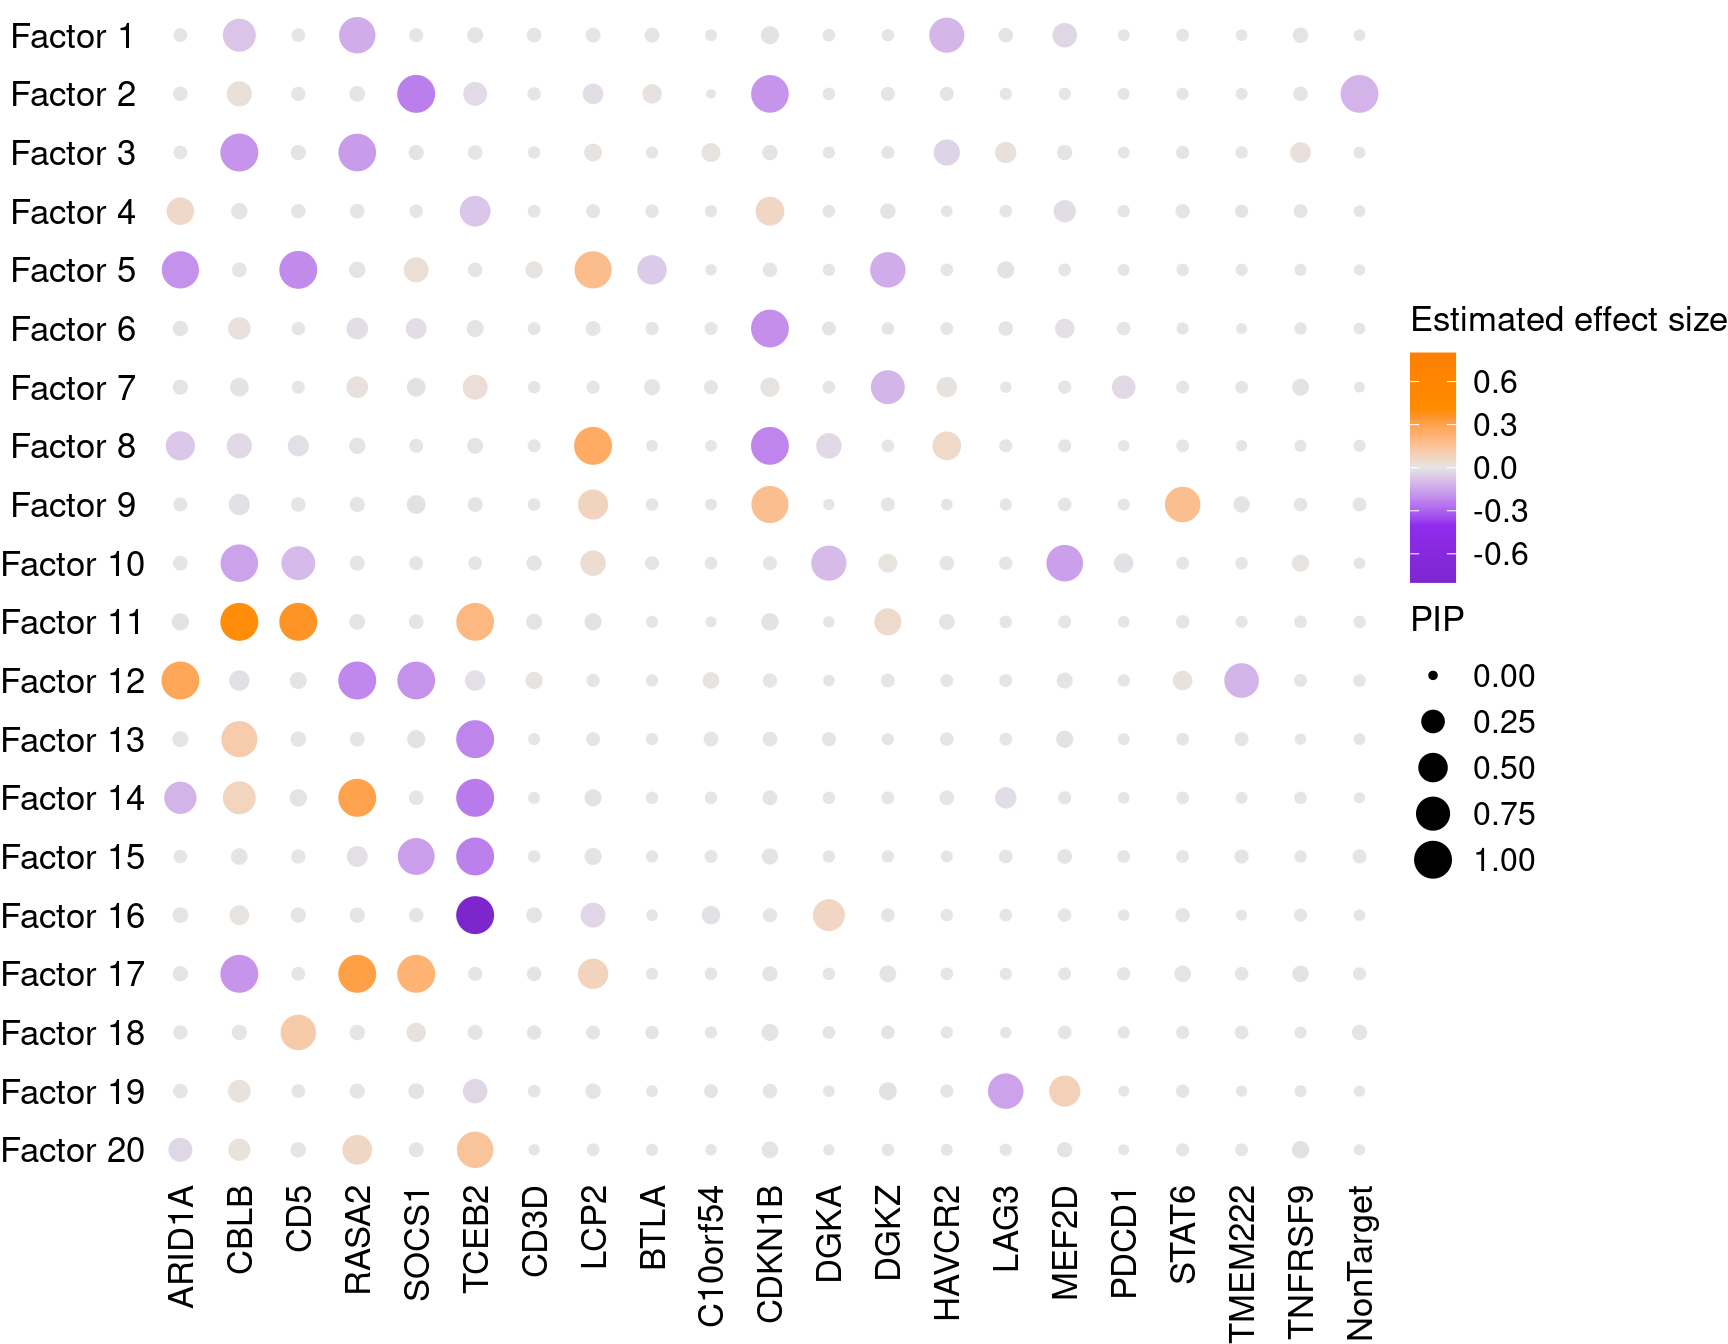 Factor 1
Factor 2
Factor 3
Factor 4
Factor 5
Factor 6
Factor 7
Factor 8
Factor 9
Factor 10
Factor 11
Factor 12
Factor 13
Factor 14
Factor 15
Factor 16
Factor 17
Factor 18
Factor 19
Factor 20
ARID1A
CBLB
CD5
RASA2
SOCS1
TCEB2
CD3D
LCP2
BTLA
C10orf54
CDKN1B
DGKA
DGKZ
HAVCR2
LAG3
MEF2D
PDCD1
STAT6
TMEM222
TNFRSF9
NonTarget
Estimated effect size
0.6
0.3
0.0
-0.3
-0.6
PIP
0.00
0.25
0.50
0.75
1.00